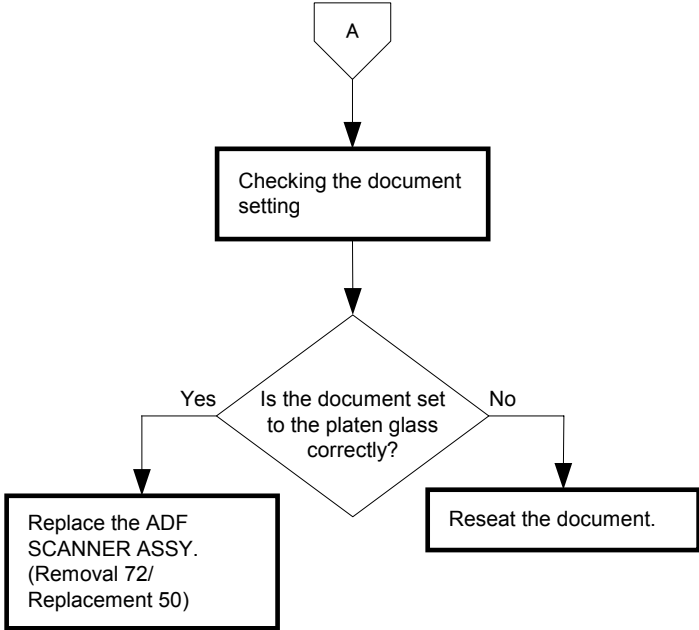 A
Checking the document
setting
Yes
Is the document set
to the platen glass
correctly?
No
Replace the ADF
SCANNER ASSY.
(Removal 72/
Replacement 50)
Reseat the document.